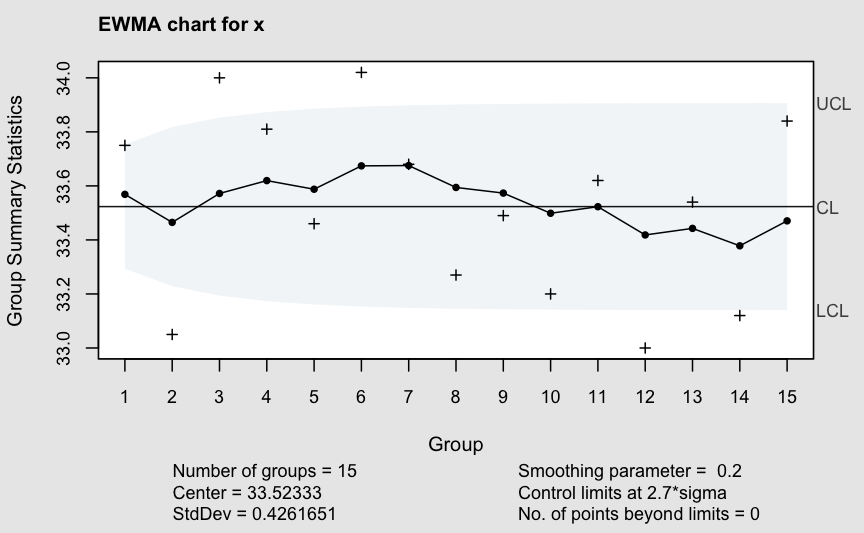 EWMA chart for x
Group Summary Statistics
34.0
33.8
33.6
33.4
33.2
33.0
UCL
CL
LCL
1 2 3 4 5 6 7 8 9 10 11 12 13 14 15
Group
Number of groups = 15
Center = 33.52333
StdDev = 0.4261651
Smoothing parameter =  0.2
Control limits at 2.7*sigma
No. of points beyond limits = 0